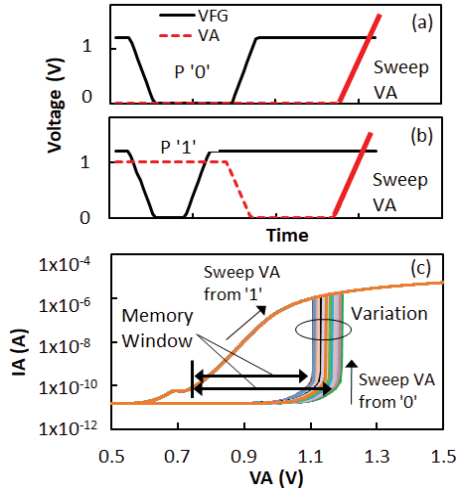 VFG
VA
(a)
P '0'
Sweep
VA
1
0
Voltage (V)
(b)
P '1'
Sweep
VA
1
0
Time
(c)
1x10⁻⁴
1x10⁻⁶
1x10⁻⁸
1x10⁻¹⁰
1x10⁻¹²
IA (A)
Sweep VA
from '1'
Memory
Window
Variation
Sweep VA
from '0'
0.5 0.7 0.9 1.1 1.3 1.5
VA (V)